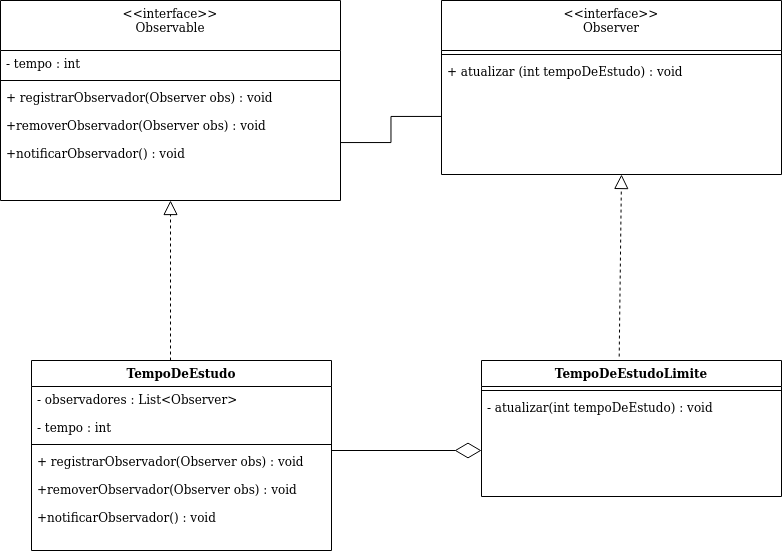 <<interface>>
Observable
- tempo : int
+ registrarObservador(Observer obs) : void
+removerObservador(Observer obs) : void
+notificarObservador() : void
<<interface>>
Observer
+ atualizar (int tempoDeEstudo) : void
TempoDeEstudo
- observadores : List<Observer>
- tempo : int
+ registrarObservador(Observer obs) : void
+removerObservador(Observer obs) : void
+notificarObservador() : void
TempoDeEstudoLimite
- atualizar(int tempoDeEstudo) : void